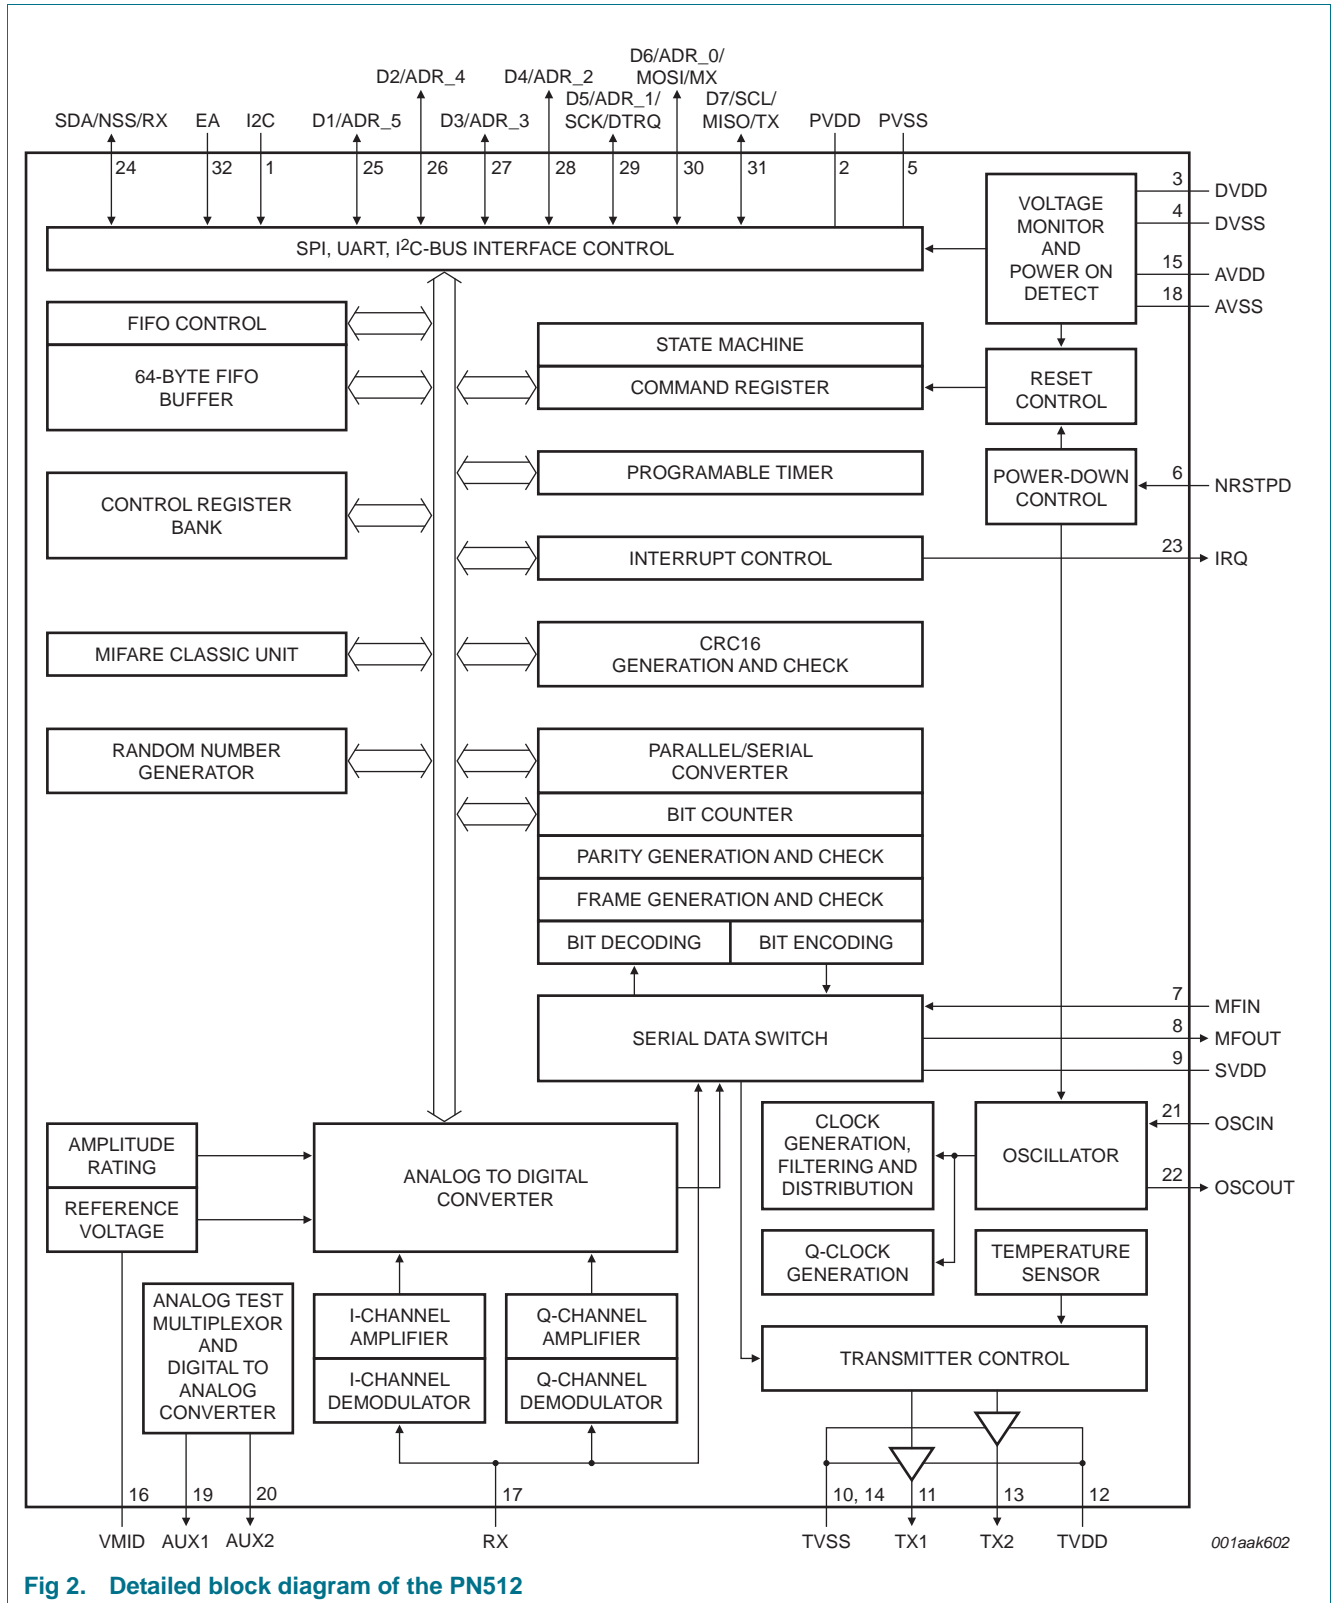 D6/ADR_0/
MOSI/MX
D2/ADR_4
D4/ADR_2
D5/ADR_1/
SCK/DTRQ
D7/SCL/
MISO/TX
SDA/NSS/RX
EA
I2C
D1/ADR_5
D3/ADR_3
PVDD
PVSS
24
32
1
25
26
27
28
29
30
31
2
5
SPI, UART, I2C-BUS INTERFACE CONTROL
VOLTAGE
MONITOR
AND
POWER ON
DETECT
3
DVDD
4
DVSS
15
AVDD
18
AVSS
FIFO CONTROL
64-BYTE FIFO
BUFFER
STATE MACHINE
COMMAND REGISTER
RESET
CONTROL
CONTROL REGISTER
BANK
PROGRAMABLE TIMER
POWER-DOWN
CONTROL
6
NRSTPD
INTERRUPT CONTROL
23
IRQ
MIFARE CLASSIC UNIT
CRC16
GENERATION AND CHECK
RANDOM NUMBER
GENERATOR
PARALLEL/SERIAL
CONVERTER
BIT COUNTER
PARITY GENERATION AND CHECK
FRAME GENERATION AND CHECK
BIT DECODING
BIT ENCODING
SERIAL DATA SWITCH
7
MFIN
8
MFOUT
9
SVDD
AMPLITUDE
RATING
REFERENCE
VOLTAGE
ANALOG TO DIGITAL
CONVERTER
CLOCK
GENERATION,
FILTERING AND
DISTRIBUTION
OSCILLATOR
21
OSCIN
22
OSCOUT
Q-CLOCK
GENERATION
TEMPERATURE
SENSOR
ANALOG TEST
MULTIPLEXOR
AND
DIGITAL TO
ANALOG
CONVERTER
I-CHANNEL
AMPLIFIER
I-CHANNEL
DEMODULATOR
Q-CHANNEL
AMPLIFIER
Q-CHANNEL
DEMODULATOR
TRANSMITTER CONTROL
16
19
20
17
10, 14
11
13
12
VMID
AUX1
AUX2
RX
TVSS
TX1
TX2
TVDD
001aak602
Fig 2. Detailed block diagram of the PN512